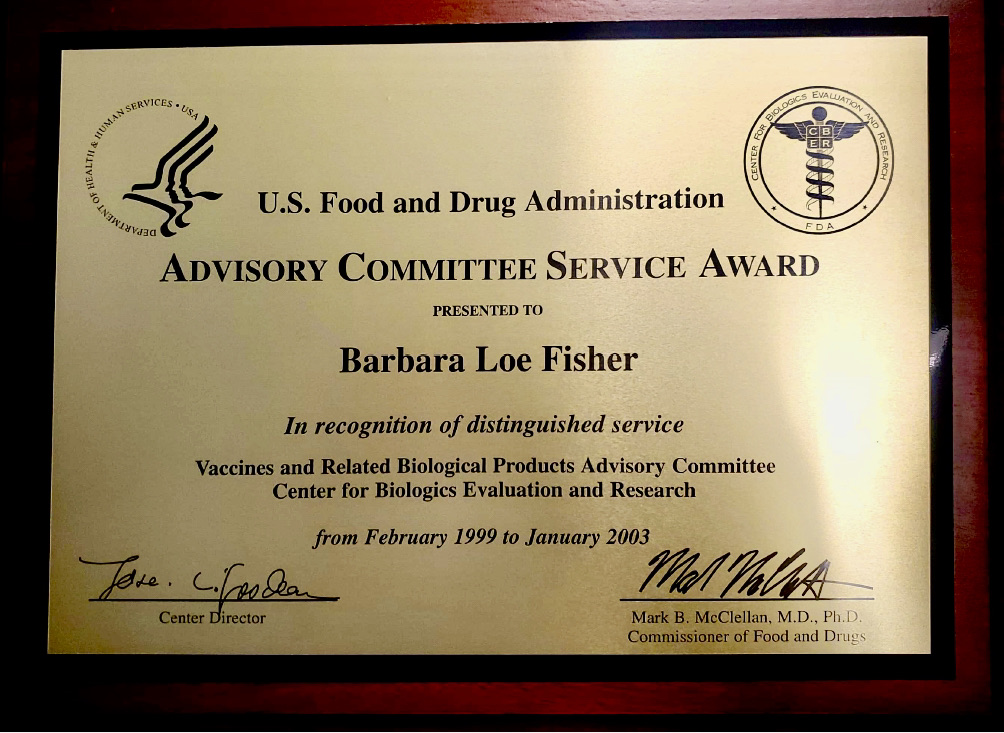 DEPARTMENT OF HEALTH & HUMAN SERVICES • USA
CENTER FOR BIOLOGICS EVALUATION AND RESEARCH
CB
ER
FDA
U.S. Food and Drug Administration
ADVISORY COMMITTEE SERVICE AWARD
PRESENTED TO
Barbara Loe Fisher
In recognition of distinguished service
Vaccines and Related Biological Products Advisory Committee
Center for Biologics Evaluation and Research
from February 1999 to January 2003
Center Director
Mark B. McClellan, M.D., Ph.D.
Commissioner of Food and Drugs